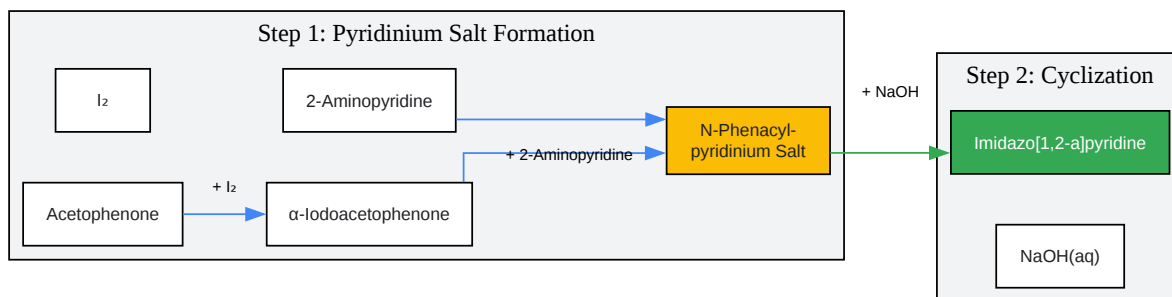 Step 1: Pyridinium Salt Formation
I₂
2-Aminopyridine
N-Phenacyl-
pyridinium Salt
+ 2-Aminopyridine
Acetophenone
+ I₂
α-Iodoacetophenone
+ NaOH
Step 2: Cyclization
Imidazo[1,2-a]pyridine
NaOH(aq)